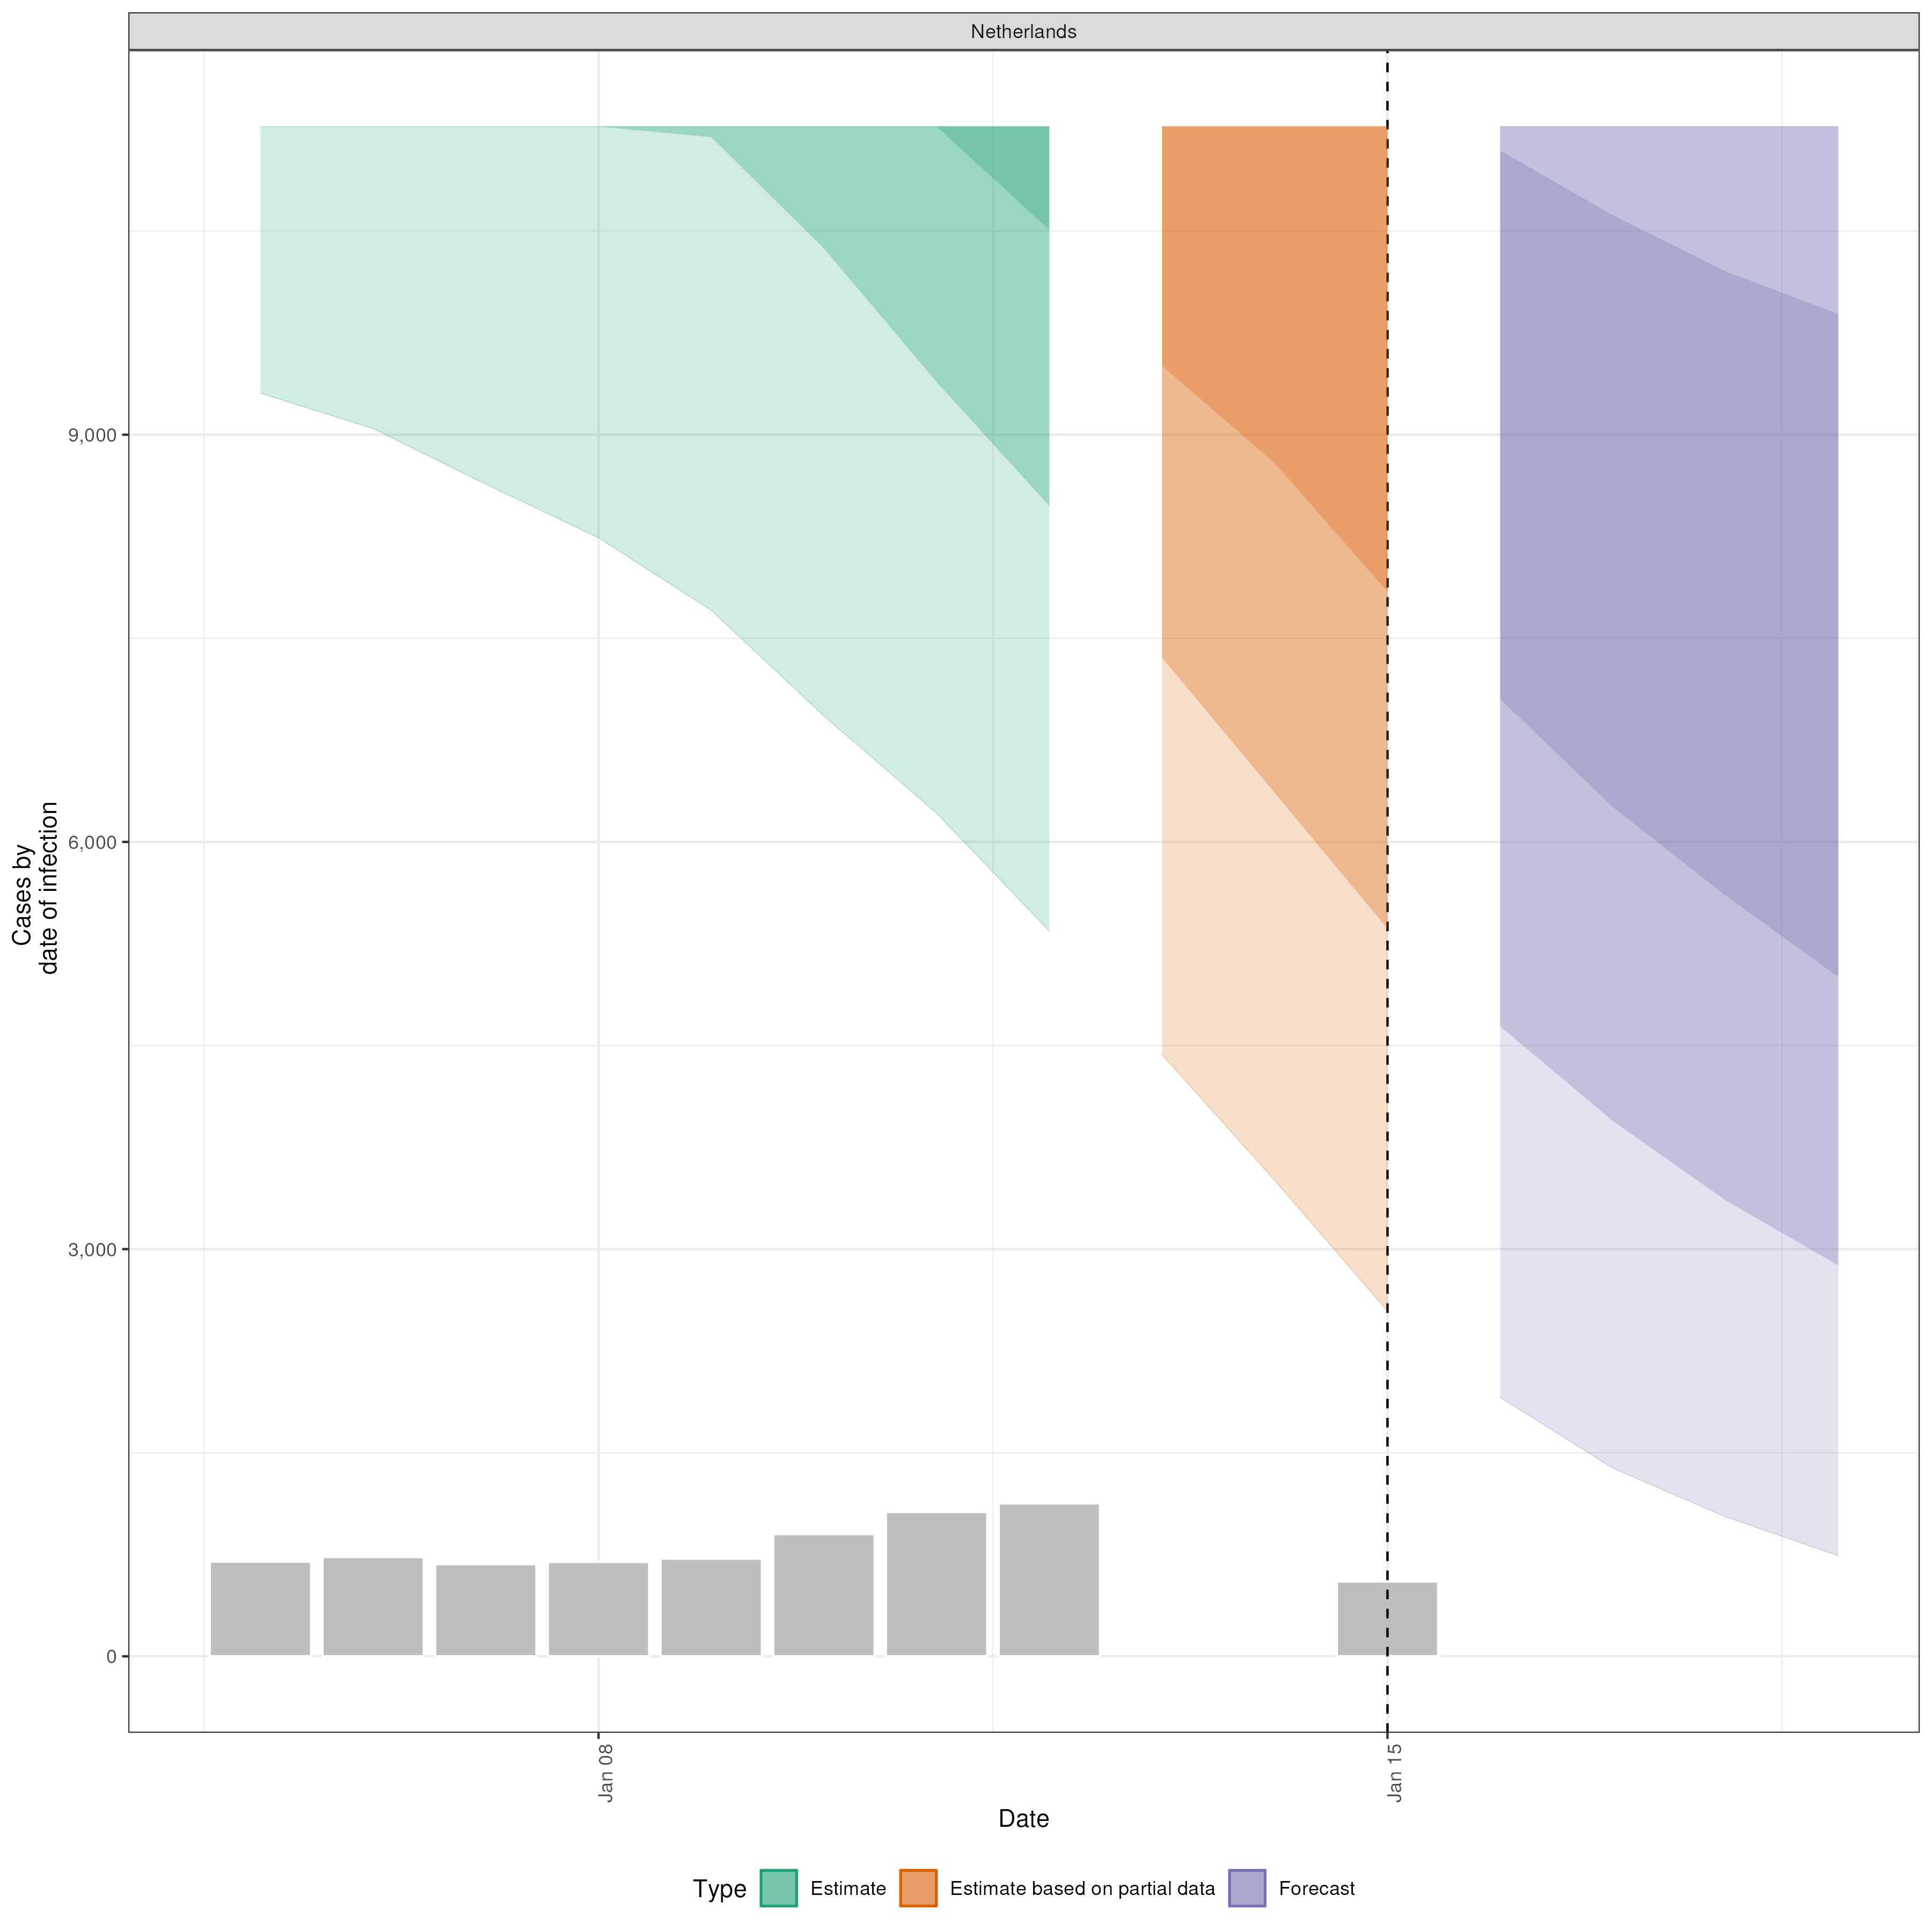 Netherlands
9,000
6,000
3,000
0
Cases by
date of infection
Jan 08
Jan 15
Date
Type
Estimate
Estimate based on partial data
Forecast